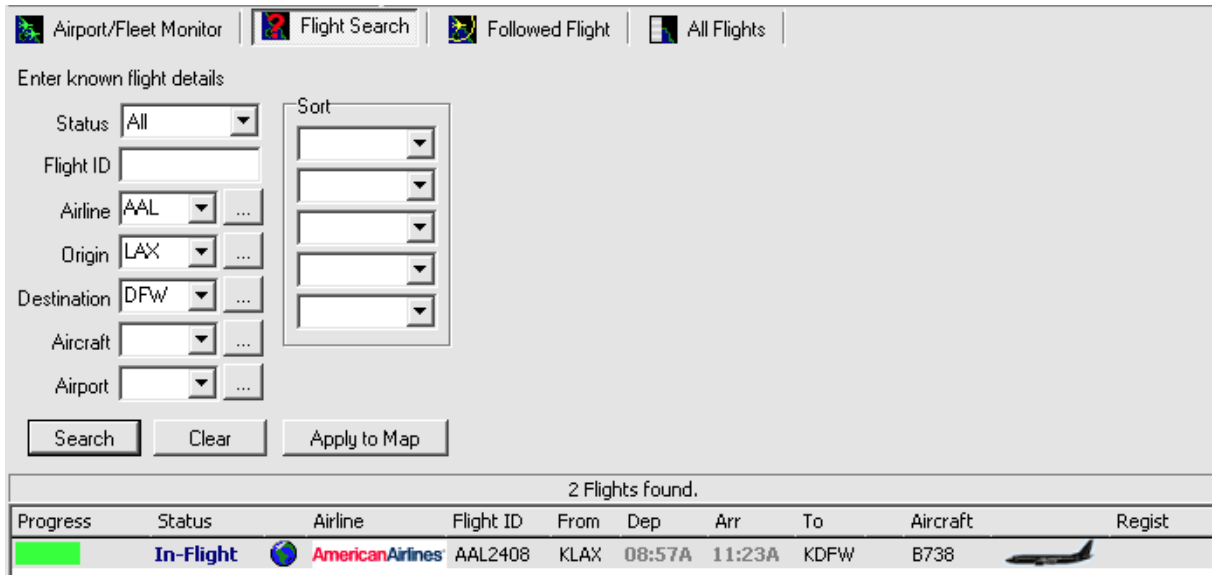 Airport/Fleet Monitor Flight Search Followed Flight All Flights
Enter known flight details
Sort
Status All
Flight ID
Airline AAL ...
Origin LAX ...
Destination DFW ...
Aircraft ...
Airport ...
Search Clear Apply to Map
2 Flights found.
Progress Status Airline Flight ID From Dep Arr To Aircraft Regist
In-Flight AmericanAirlines AAL2408 KLAX 08:57A 11:23A KDFW B738